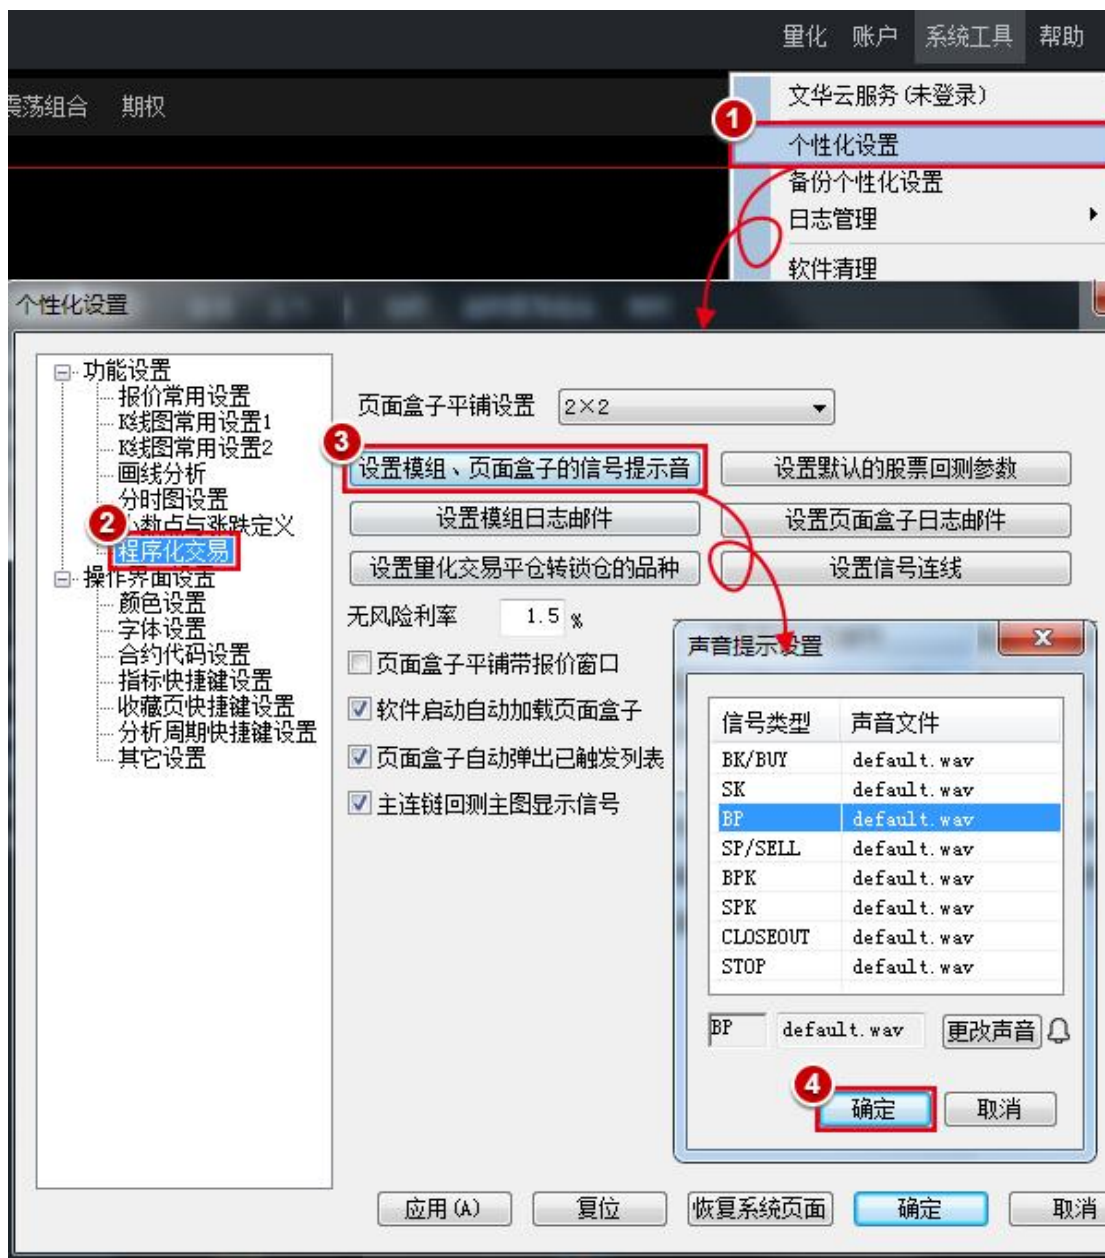 量化 账户 系统工具 帮助
震荡组合 期权
文华云服务(未登录)
1
个性化设置
备份个性化设置
日志管理
软件清理
个性化设置
功能设置
报价常用设置
K线图常用设置1
K线图常用设置2
画线分析
分时图设置
小数点与涨跌定义
2
程序化交易
操作界面设置
颜色设置
字体设置
合约代码设置
指标快捷键设置
收藏页快捷键设置
分析周期快捷键设置
其它设置
页面盒子平铺设置 2×2
3
设置模组、页面盒子的信号提示音 设置默认的股票回测参数
设置模组日志邮件 设置页面盒子日志邮件
设置量化交易平仓转锁仓的品种 设置信号连线
无风险利率 1.5 %
页面盒子平铺带报价窗口
软件启动自动加载页面盒子
页面盒子自动弹出已触发列表
主连链回测主图显示信号
声音提示设置
信号类型 声音文件
BK/BUY default.wav
SK default.wav
BP default.wav
SP/SELL default.wav
BPK default.wav
SPK default.wav
CLOSEOUT default.wav
STOP default.wav
BP default.wav 更改声音
4
确定 取消
应用(A) 复位 恢复系统页面 确定 取消